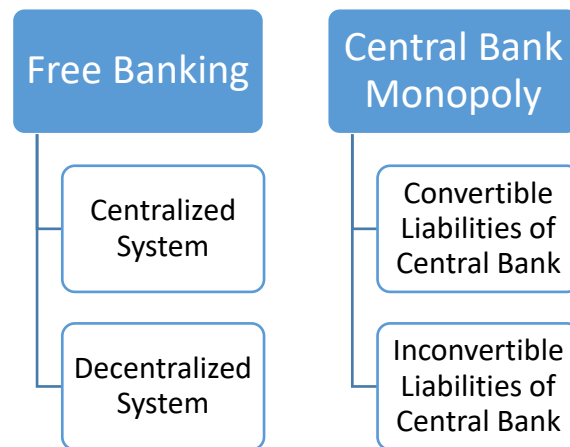 Free Banking
Centralized
System
Decentralized
System
Central Bank
Monopoly
Convertible
Liabilities of
Central Bank
Inconvertible
Liabilities of
Central Bank